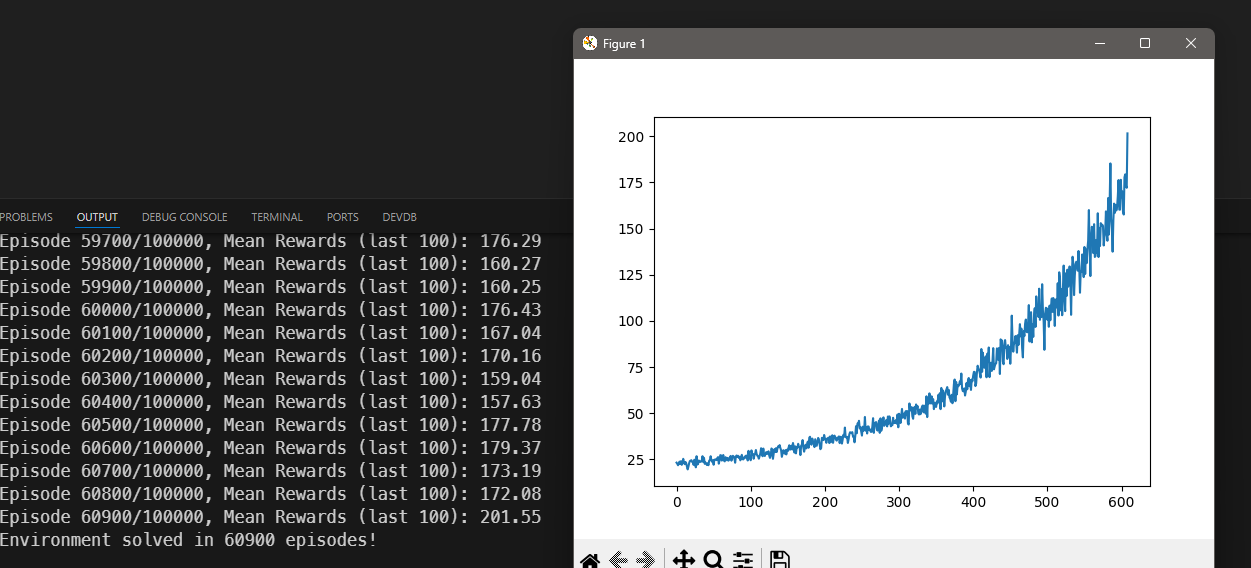 Figure 1
PROBLEMS OUTPUT DEBUG CONSOLE TERMINAL PORTS DEVDB
Episode 59700/100000, Mean Rewards (last 100): 176.29
Episode 59800/100000, Mean Rewards (last 100): 160.27
Episode 59900/100000, Mean Rewards (last 100): 160.25
Episode 60000/100000, Mean Rewards (last 100): 176.43
Episode 60100/100000, Mean Rewards (last 100): 167.04
Episode 60200/100000, Mean Rewards (last 100): 170.16
Episode 60300/100000, Mean Rewards (last 100): 159.04
Episode 60400/100000, Mean Rewards (last 100): 157.63
Episode 60500/100000, Mean Rewards (last 100): 177.78
Episode 60600/100000, Mean Rewards (last 100): 179.37
Episode 60700/100000, Mean Rewards (last 100): 173.19
Episode 60800/100000, Mean Rewards (last 100): 172.08
Episode 60900/100000, Mean Rewards (last 100): 201.55
Environment solved in 60900 episodes!
200
175
150
125
100
75
50
25
0 100 200 300 400 500 600